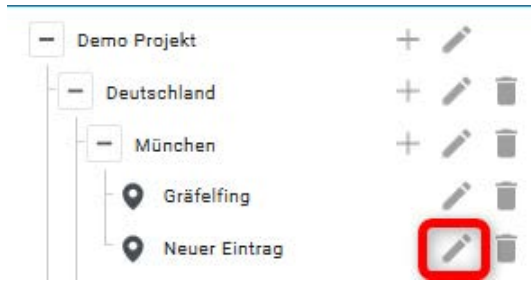 Demo Projekt
Deutschland
München
Gräfelfing
Neuer Eintrag